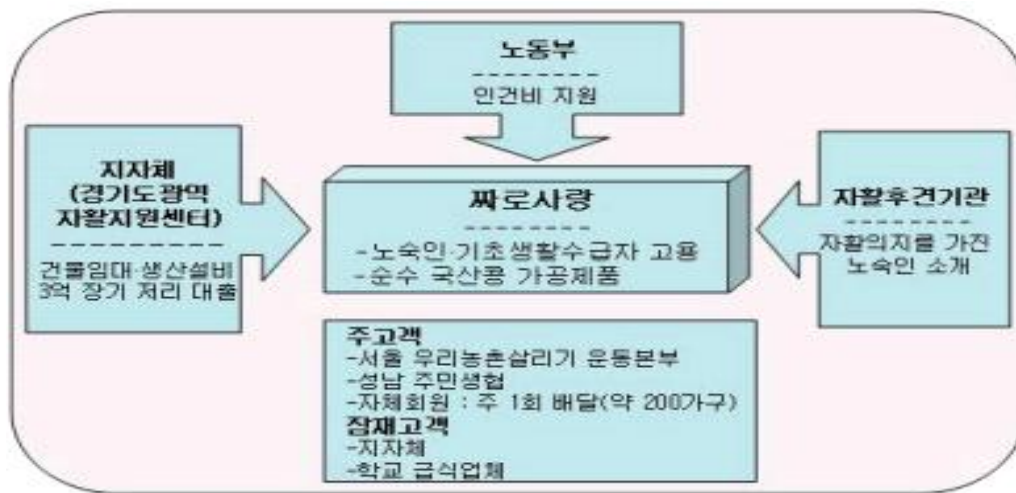 노동부
인건비 지원
지자체
(경기도광역
자활지원센터)
건물임대·생산설비
3억 장기 저리 대출
짜로사랑
-노숙인·기초생활수급자 고용
-순수 국산콩 가공제품
자활후견기관
자활의지를 가진
노숙인 소개
주고객
-서울 우리농촌살리기 운동본부
-성남 주민생협
-자체회원 : 주 1회 배달(약 200가구)
잠재고객
-지자체
-학교 급식업체